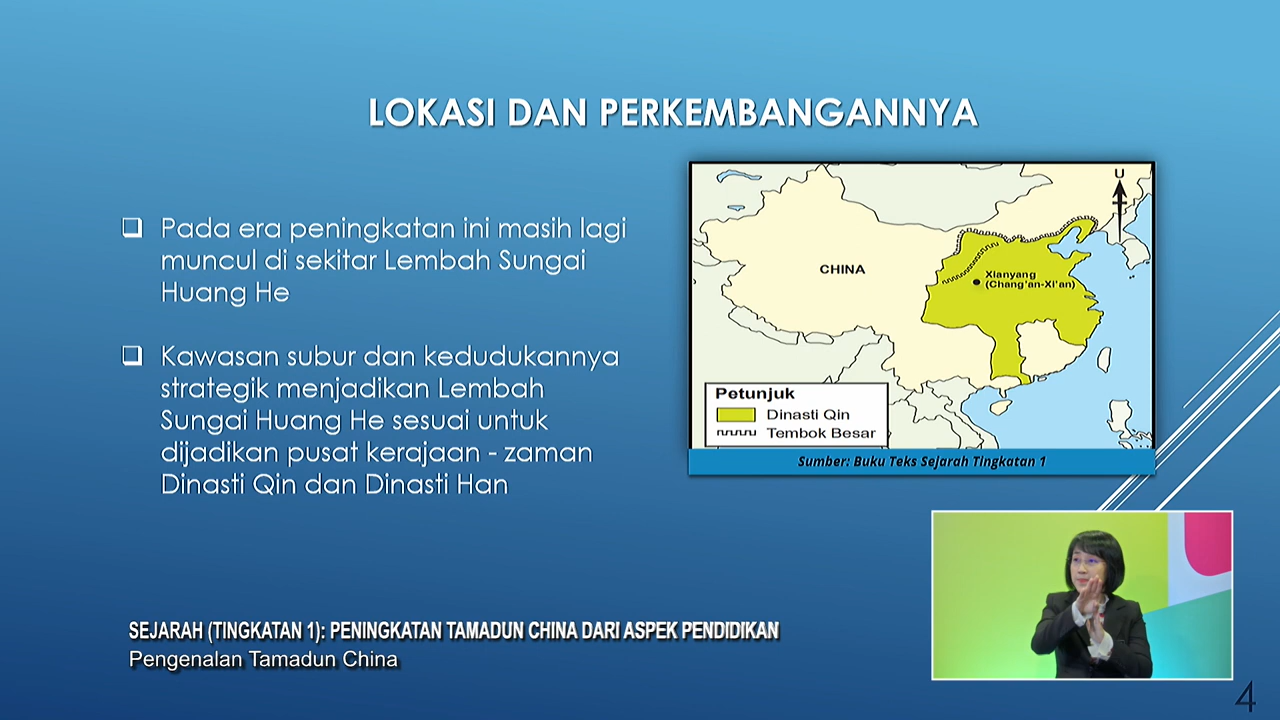 LOKASI DAN PERKEMBANGANNYA
Pada era peningkatan ini masih lagi
muncul di sekitar Lembah Sungai
Huang He
Kawasan subur dan kedudukannya
strategik menjadikan Lembah
Sungai Huang He sesuai untuk
dijadikan pusat kerajaan - zaman
Dinasti Qin dan Dinasti Han
U
CHINA
Xianyang
(Chang'an-Xi'an)
Petunjuk
Dinasti Qin
Tembok Besar
Sumber: Buku Teks Sejarah Tingkatan 1
SEJARAH (TINGKATAN 1): PENINGKATAN TAMADUN CHINA DARI ASPEK PENDIDIKAN
Pengenalan Tamadun China
4